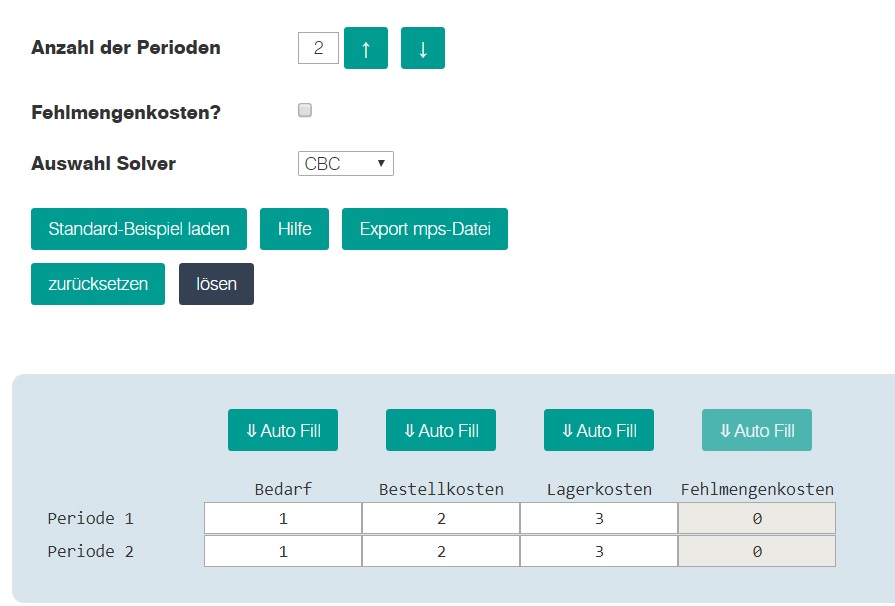 Anzahl der Perioden 2 ↑ ↓
Fehlmengenkosten?
Auswahl Solver CBC ▼
Standard-Beispiel laden Hilfe Export mps-Datei
zurücksetzen lösen
⇓ Auto Fill ⇓ Auto Fill ⇓ Auto Fill ⇓ Auto Fill
Bedarf Bestellkosten Lagerkosten Fehlmengenkosten
Periode 1 1 2 3 0
Periode 2 1 2 3 0